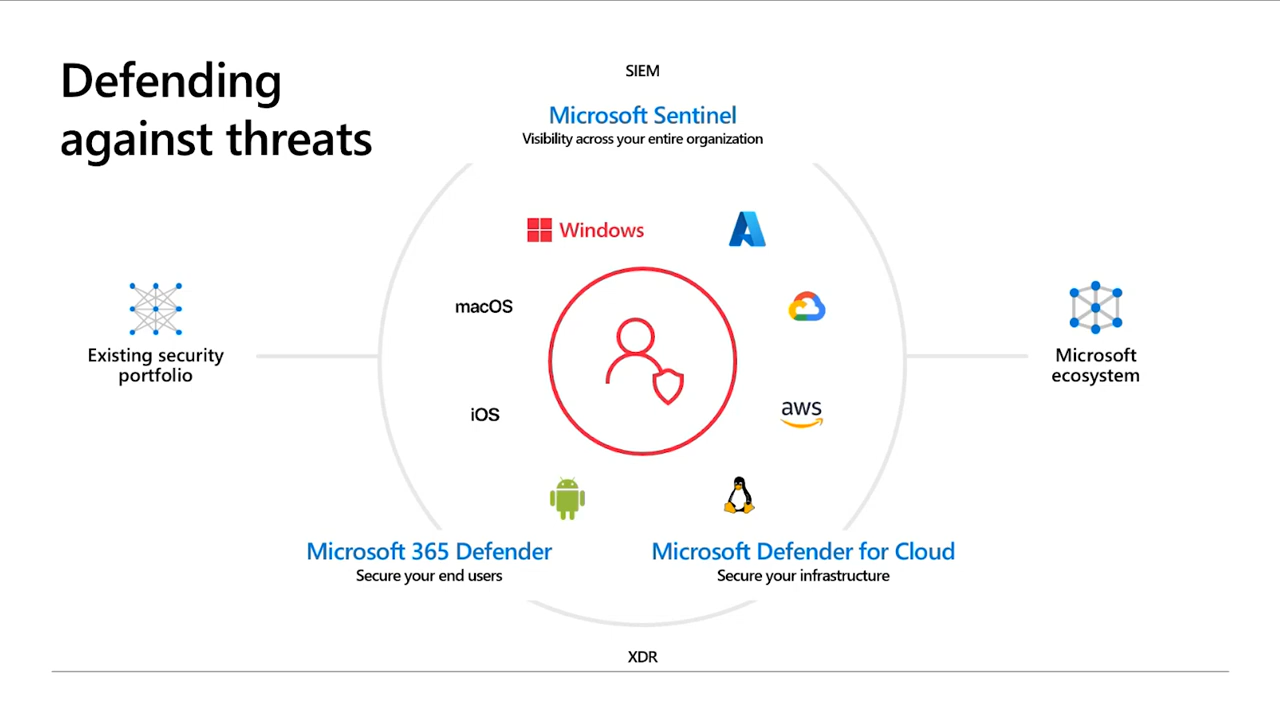 Defending
against threats
SIEM
Microsoft Sentinel
Visibility across your entire organization
Windows
macOS
Existing security
portfolio
Microsoft
ecosystem
iOS
aws
Microsoft 365 Defender
Secure your end users
Microsoft Defender for Cloud
Secure your infrastructure
XDR